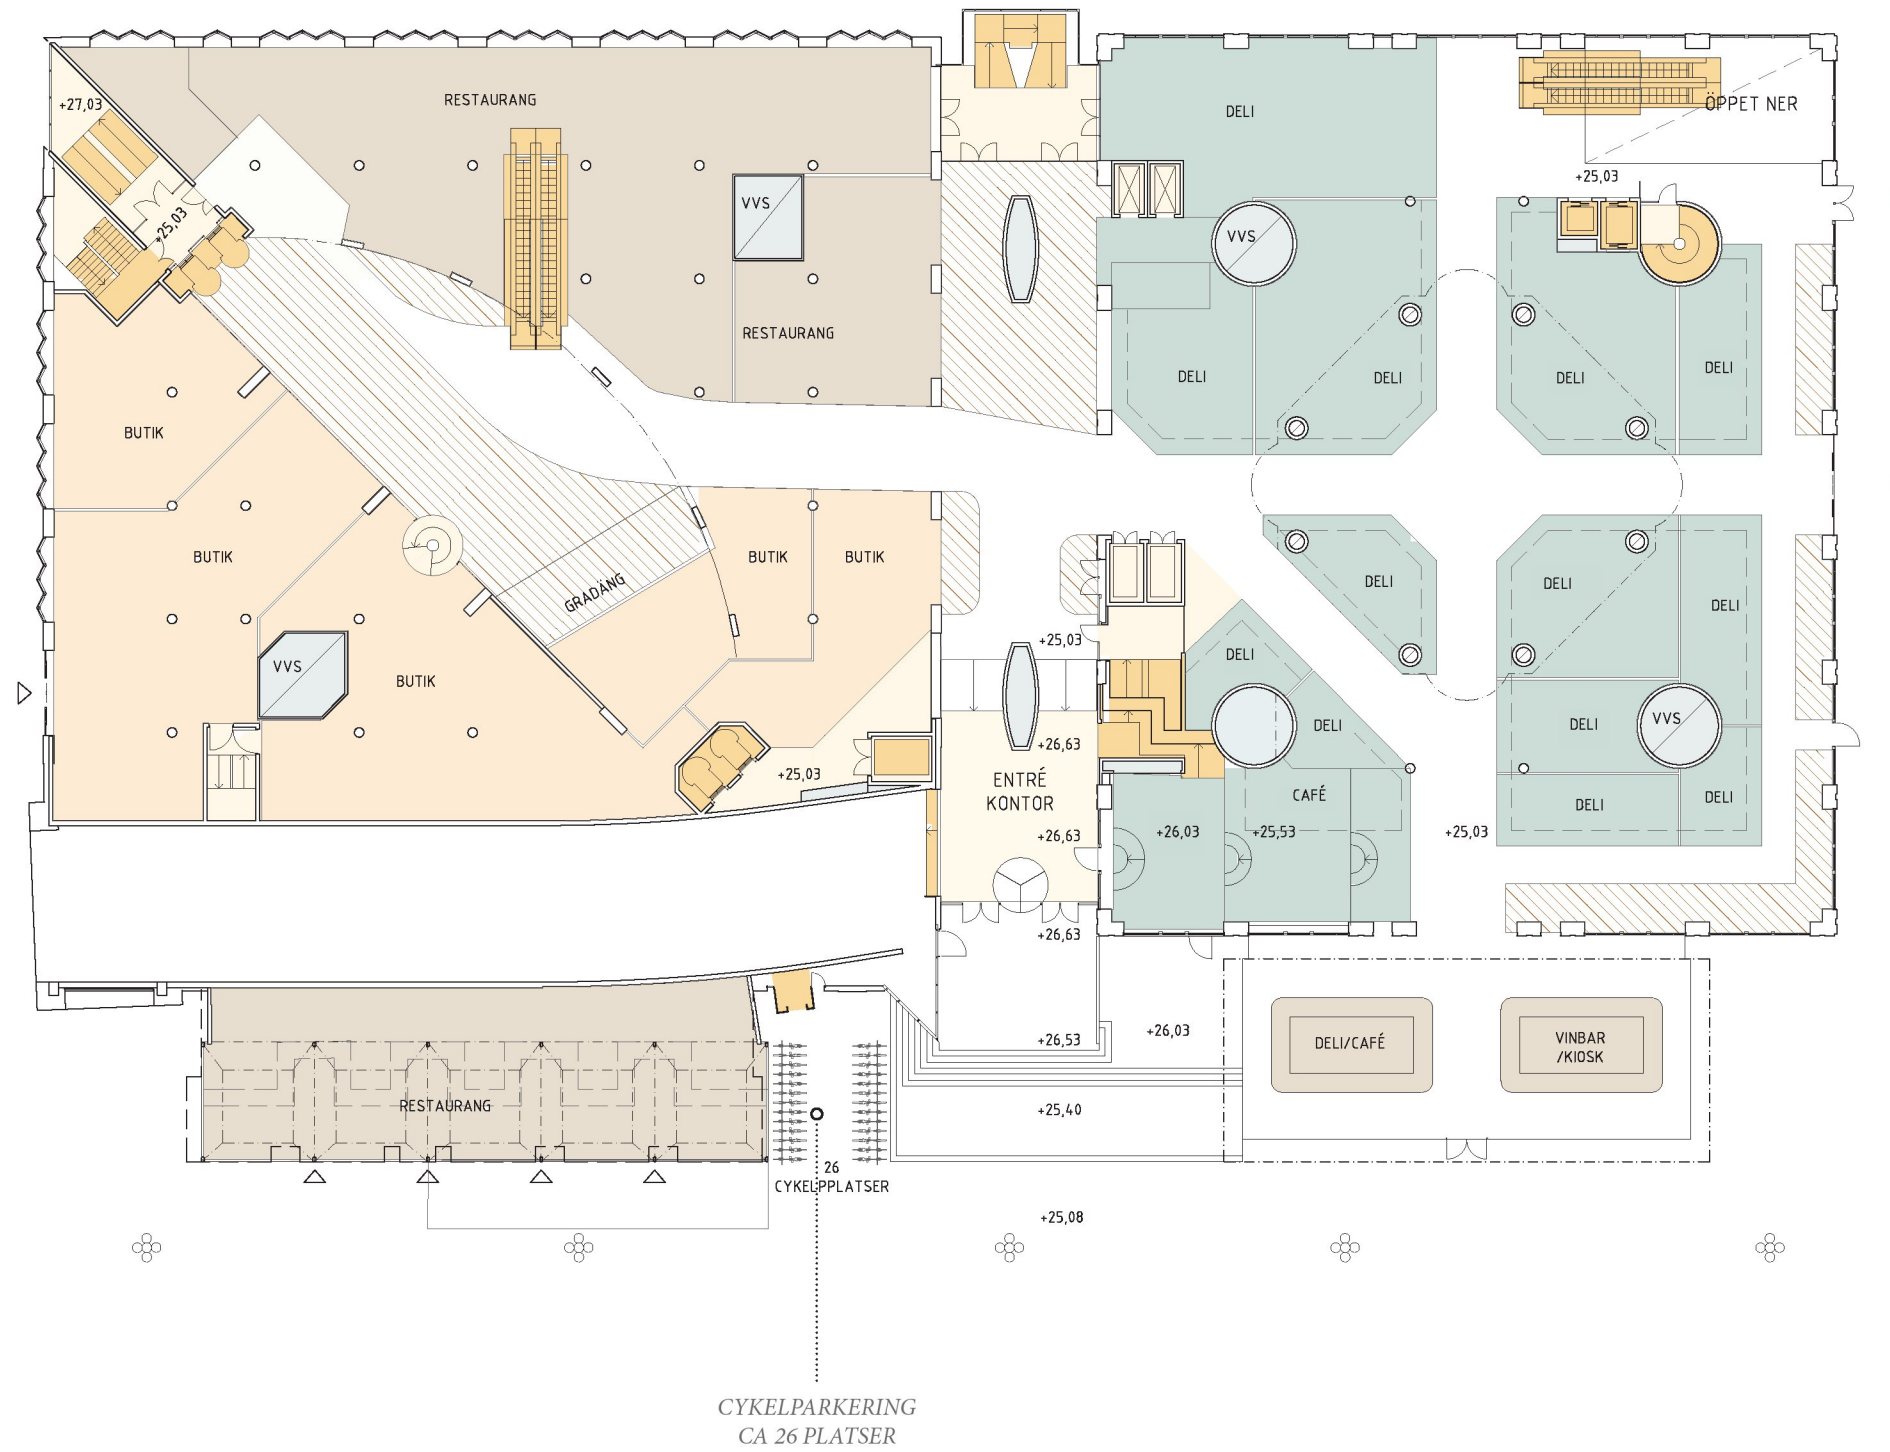 +27,03
RESTAURANG
DELI
ÖPPET NER
+25,03
VVS
+25,03
VVS
RESTAURANG
DELI
DELI
DELI
DELI
BUTIK
BUTIK
BUTIK
BUTIK
GRADÄNG
DELI
DELI
DELI
+25,03
DELI
VVS
BUTIK
DELI
DELI
VVS
+26,63
+25,03
ENTRÉ
KONTOR
CAFÉ
DELI
DELI
+26,63
+26,03
+25,53
+25,03
+26,63
+26,53
+26,03
DELI/CAFÉ
VINBAR
/KIOSK
RESTAURANG
+25,40
26
CYKELPPLATSER
+25,08
CYKELPARKERING
CA 26 PLATSER